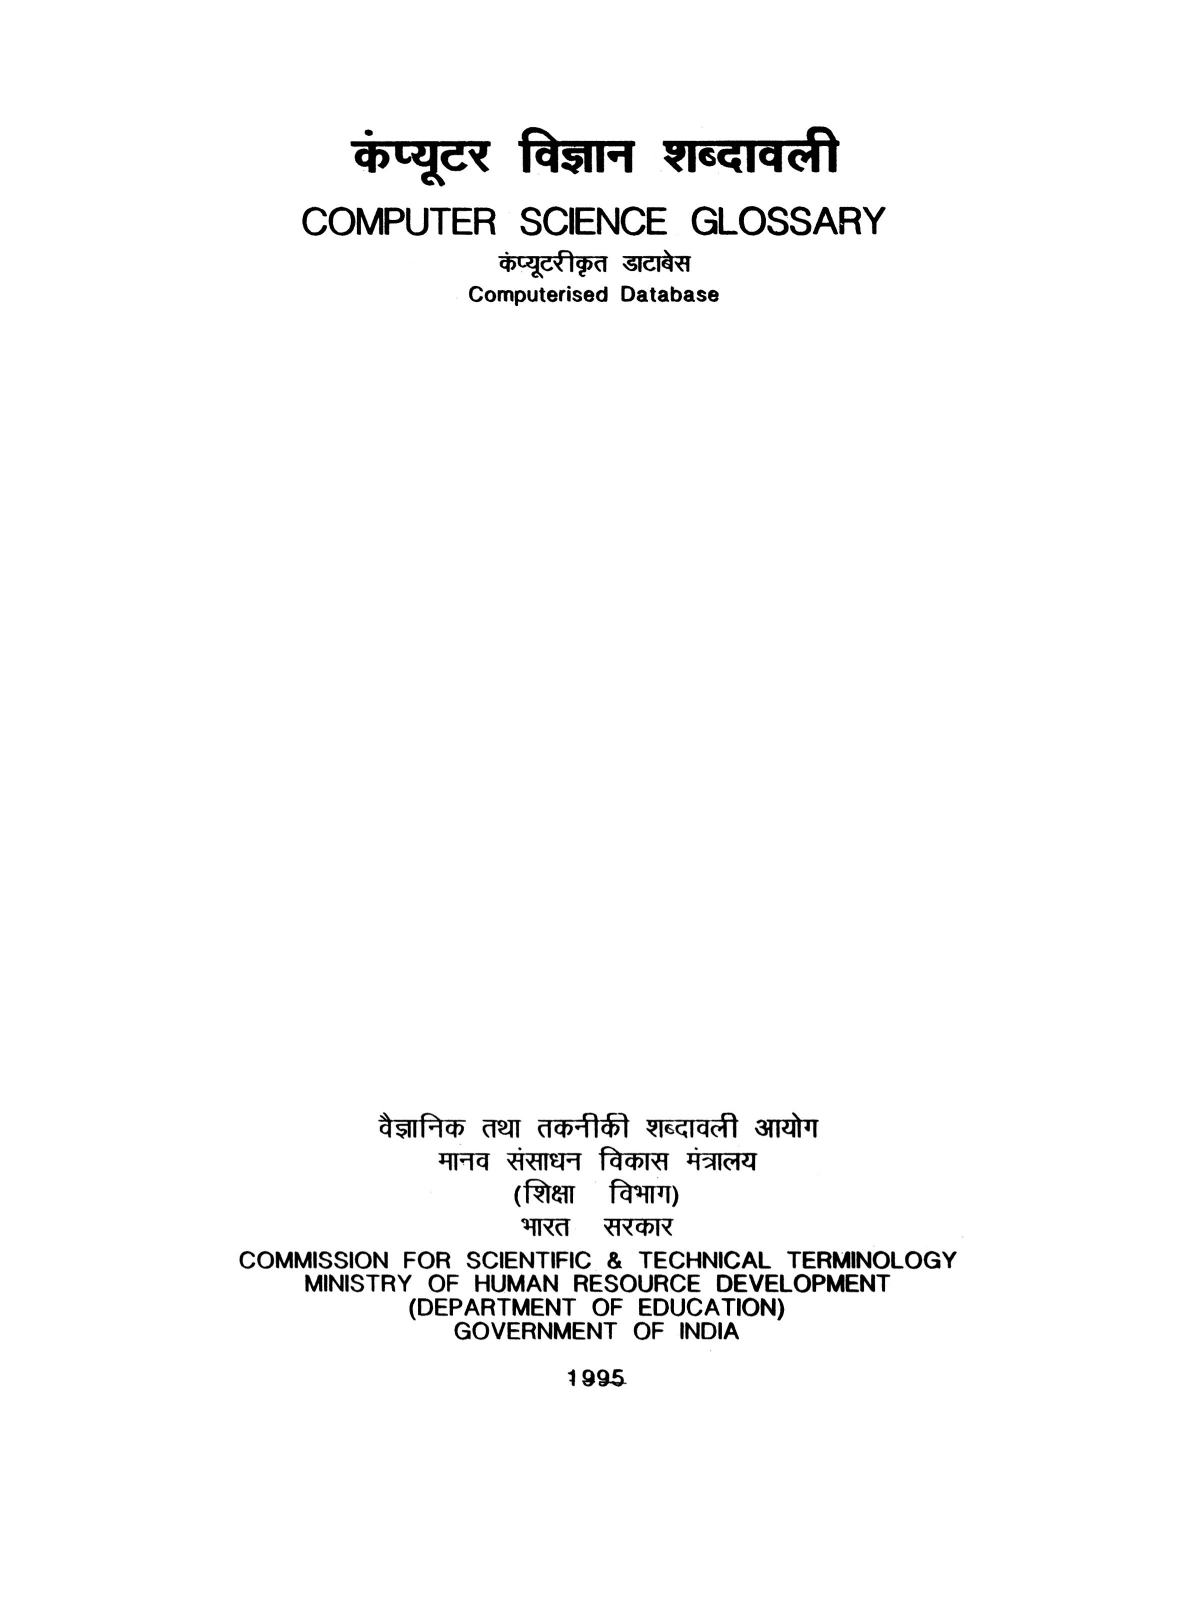 कंप्यूटर विज्ञान शब्दावली
COMPUTER SCIENCE GLOSSARY
कंप्यूटरीकृत डाटाबेस
Computerised Database
वैज्ञानिक तथा तकनीकी शब्दावली आयोग
मानव संसाधन विकास मंत्रालय
(शिक्षा विभाग)
भारत सरकार
COMMISSION FOR SCIENTIFIC & TECHNICAL TERMINOLOGY
MINISTRY OF HUMAN RESOURCE DEVELOPMENT
(DEPARTMENT OF EDUCATION)
GOVERNMENT OF INDIA
1995